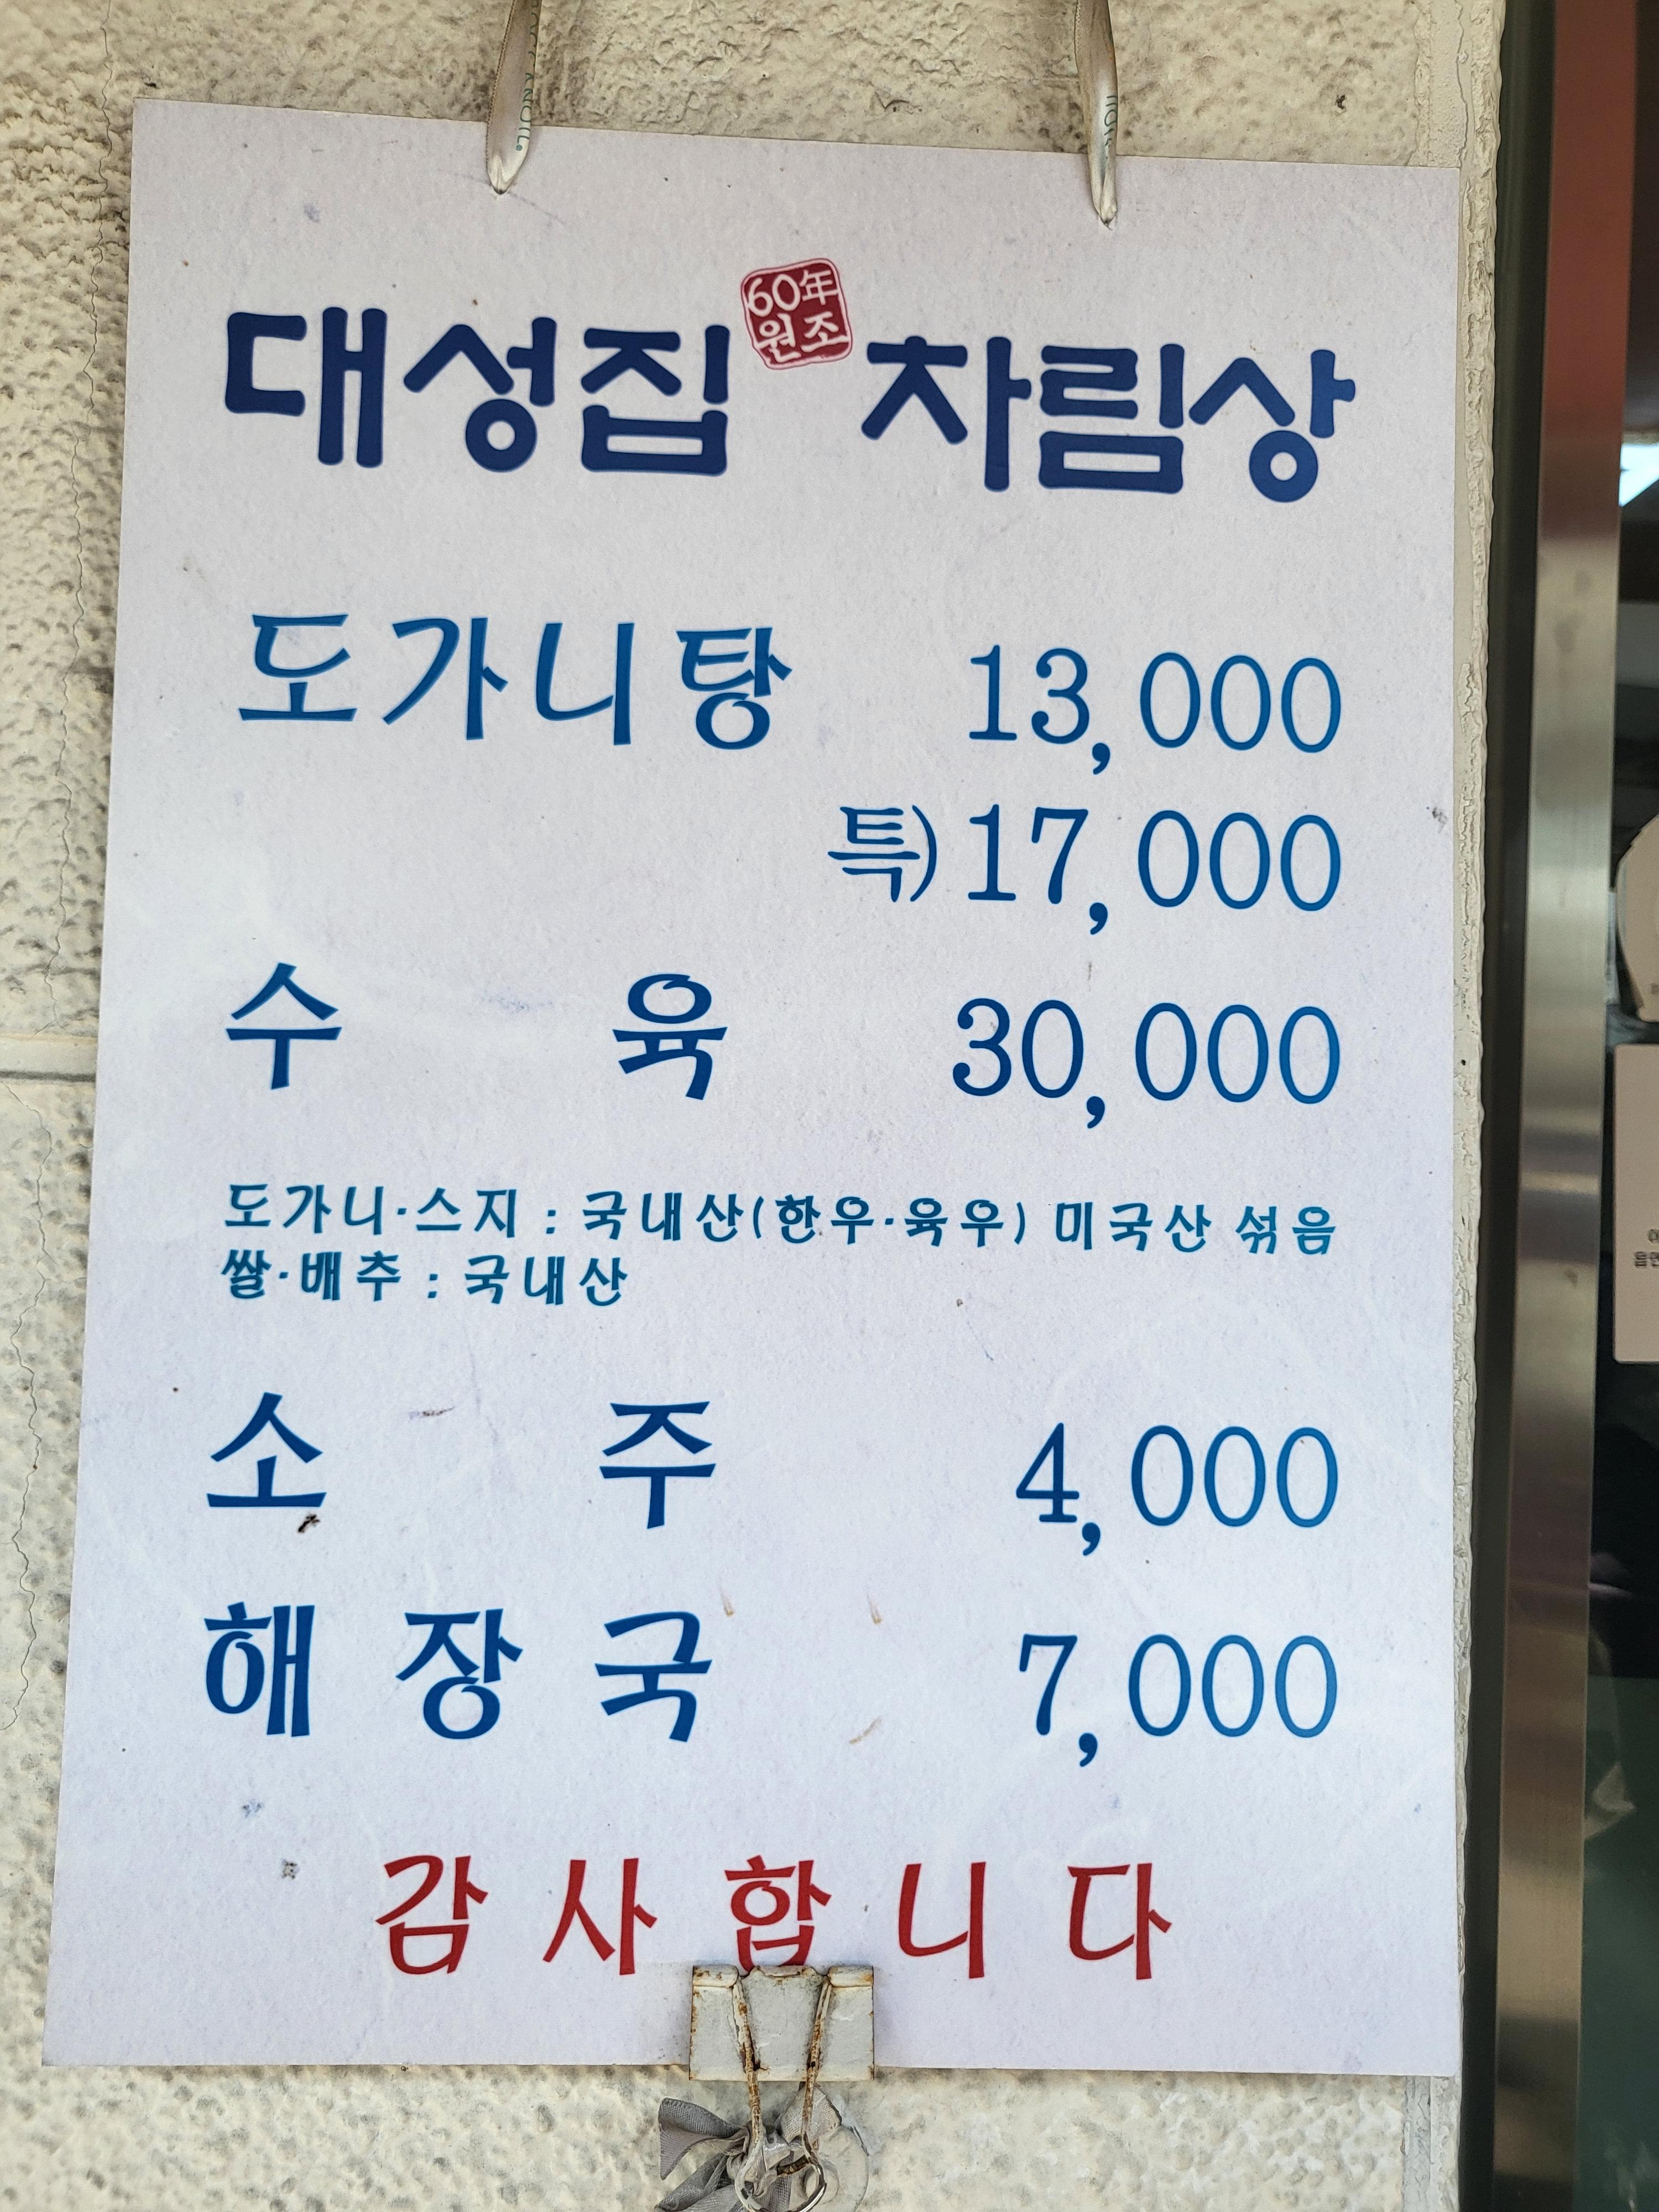 대성집 60年 원조 차림상
도가니탕 13,000
특) 17,000
수육 30,000
도가니·스지 : 국내산(한우·육우) 미국산 섞음
쌀·배추 : 국내산
소주 4,000
해장국 7,000
감사합니다